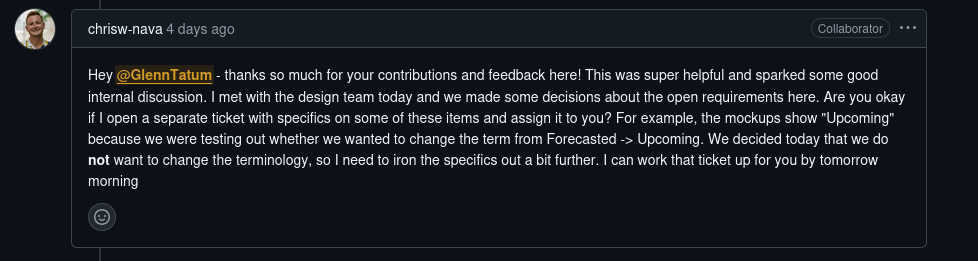 chrisw-nava 4 days ago Collaborator ...
Hey @GlennTatum - thanks so much for your contributions and feedback here! This was super helpful and sparked some good
internal discussion. I met with the design team today and we made some decisions about the open requirements here. Are you okay
if I open a separate ticket with specifics on some of these items and assign it to you? For example, the mockups show "Upcoming"
because we were testing out whether we wanted to change the term from Forecasted -> Upcoming. We decided today that we do
not want to change the terminology, so I need to iron the specifics out a bit further. I can work that ticket up for you by tomorrow
morning